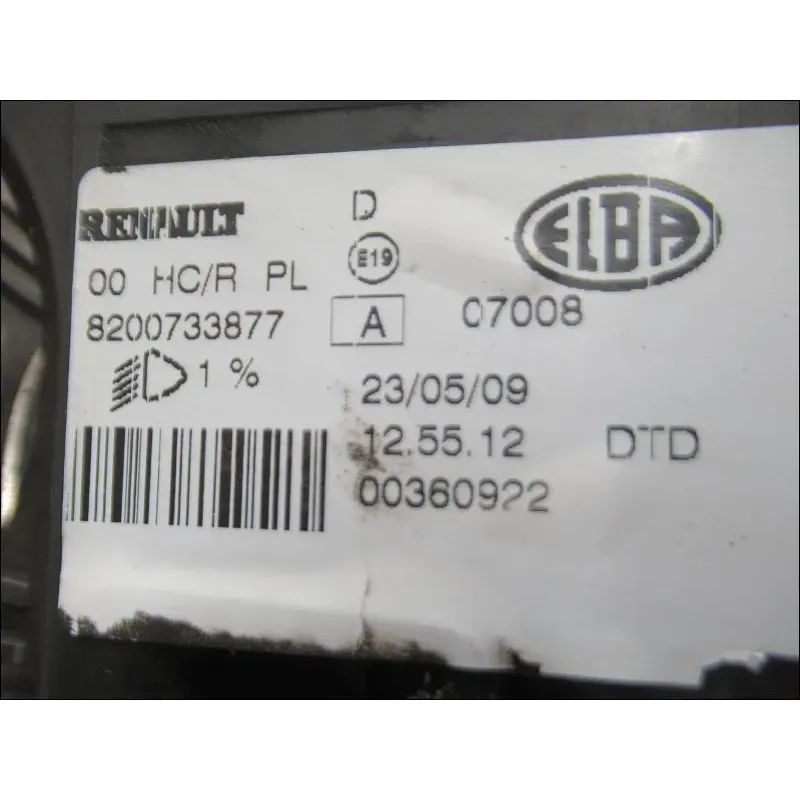 RENAULT D ELBA
E19
00 HC/R PL
8200733877 A 07008
1 % 23/05/09
12.55.12 DTD
00360922